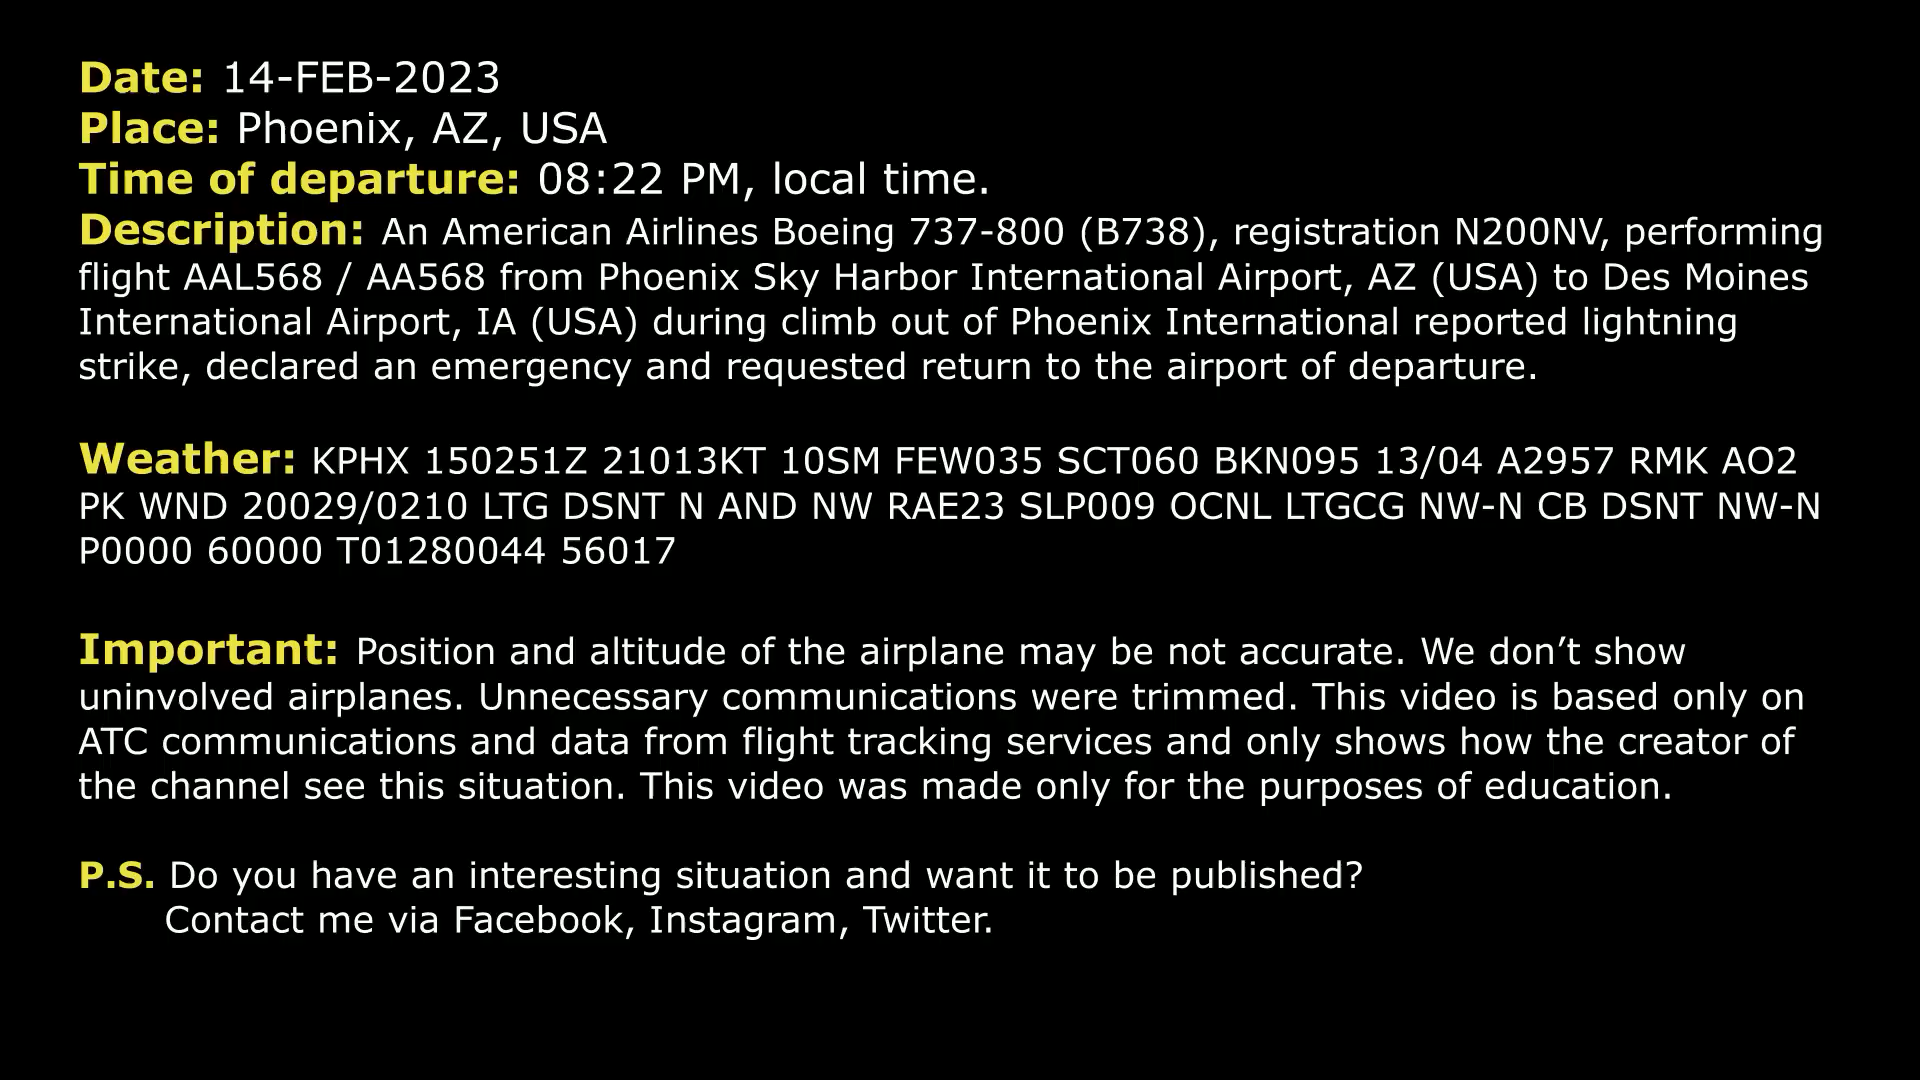 Date: 14-FEB-2023
Place: Phoenix, AZ, USA
Time of departure: 08:22 PM, local time.
Description: An American Airlines Boeing 737-800 (B738), registration N200NV, performing
flight AAL568 / AA568 from Phoenix Sky Harbor International Airport, AZ (USA) to Des Moines
International Airport, IA (USA) during climb out of Phoenix International reported lightning
strike, declared an emergency and requested return to the airport of departure.
Weather: KPHX 150251Z 21013KT 10SM FEW035 SCT060 BKN095 13/04 A2957 RMK AO2
PK WND 20029/0210 LTG DSNT N AND NW RAE23 SLP009 OCNL LTGCG NW-N CB DSNT NW-N
P0000 60000 T01280044 56017
Important: Position and altitude of the airplane may be not accurate. We don’t show
uninvolved airplanes. Unnecessary communications were trimmed. This video is based only on
ATC communications and data from flight tracking services and only shows how the creator of
the channel see this situation. This video was made only for the purposes of education.
P.S. Do you have an interesting situation and want it to be published?
Contact me via Facebook, Instagram, Twitter.